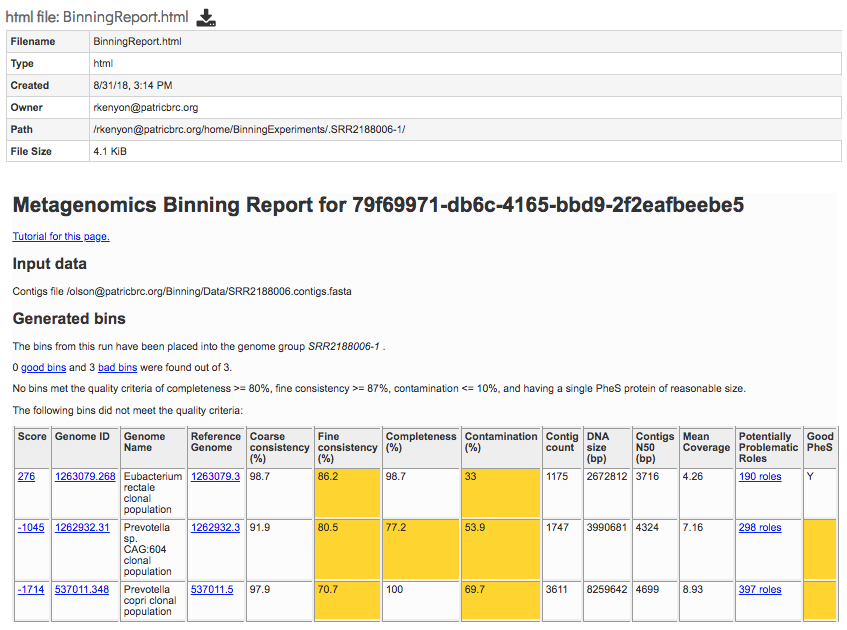 html file: BinningReport.html
Filename BinningReport.html
Type html
Created 8/31/18, 3:14 PM
Owner rkenyon@patricbrc.org
Path /rkenyon@patricbrc.org/home/BinningExperiments/.SRR2188006-1/
File Size 4.1 KiB
Metagenomics Binning Report for 79f69971-db6c-4165-bbd9-2f2eafbeebe5
Tutorial for this page.
Input data
Contigs file /olson@patricbrc.org/Binning/Data/SRR2188006.contigs.fasta
Generated bins
The bins from this run have been placed into the genome group SRR2188006-1 .
0 good bins and 3 bad bins were found out of 3.
No bins met the quality criteria of completeness >= 80%, fine consistency >= 87%, contamination <= 10%, and having a single PheS protein of reasonable size.
The following bins did not meet the quality criteria:
Score Genome ID Genome Reference Coarse Fine Completeness Contamination Contig DNA Contigs Mean Potentially Good
Name Genome consistency consistency (%) (%) count size N50 Coverage Problematic PheS
(%) (%) (bp) (bp) Roles
276 1263079.268 Eubacterium 1263079.3 98.7 86.2 98.7 33 1175 2672812 3716 4.26 190 roles Y
rectale
clonal
population
-1045 1262932.31 Prevotella 1262932.3 91.9 80.5 77.2 53.9 1747 3990681 4324 7.16 298 roles
sp.
CAG:604
clonal
population
-1714 537011.348 Prevotella 537011.5 97.9 70.7 100 69.7 3611 8259642 4699 8.93 397 roles
copri clonal
population